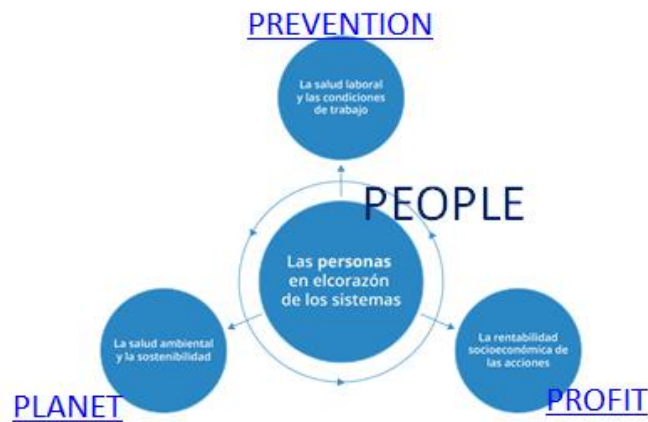 PREVENTION
La salud laboral
y las condiciones
de trabajo
PEOPLE
Las personas
en elcorazón
de los sistemas
La salud ambiental
y la sostenibilidad
PLANET
La rentabilidad
socioeconómica de
las acciones
PROFIT